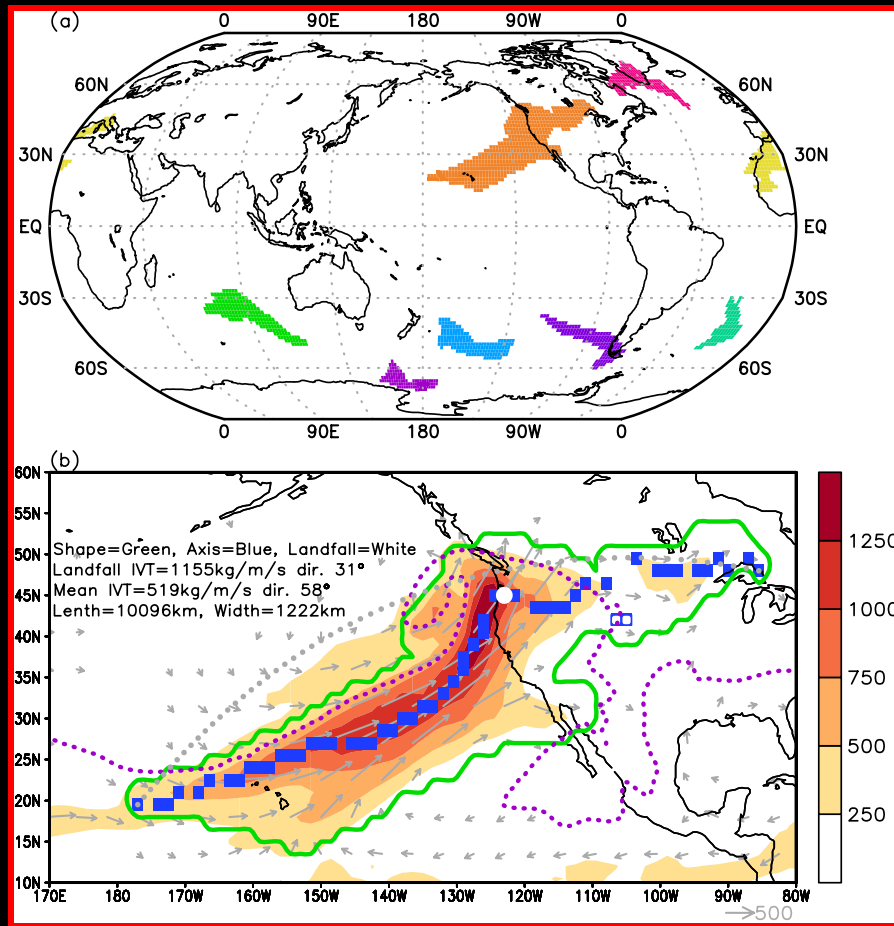 (a)
0 90E 180 90W 0
60N 60N
30N 30N
EQ EQ
30S 30S
60S 60S
0 90E 180 90W 0
(b)
60N
55N
50N
45N
40N
35N
30N
25N
20N
15N
10N
Shape=Green, Axis=Blue, Landfall=White
Landfall IVT=1155kg/m/s dir. 31°
Mean IVT=519kg/m/s dir. 58°
Lenth=10096km, Width=1222km
1250
1000
750
500
250
170E 180 170W 160W 150W 140W 130W 120W 110W 100W 90W 80W
500